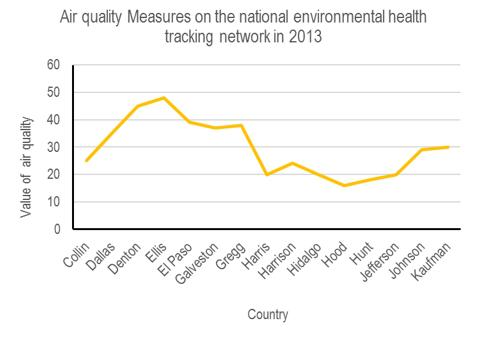 Air quality Measures on the national environmental health
tracking network in 2013
60
50
40
30
20
10
0
Value of air quality
Collin
Dallas
Denton
Ellis
El Paso
Galveston
Gregg
Harris
Harrison
Hidalgo
Hood
Hunt
Jefferson
Johnson
Kaufman
Country